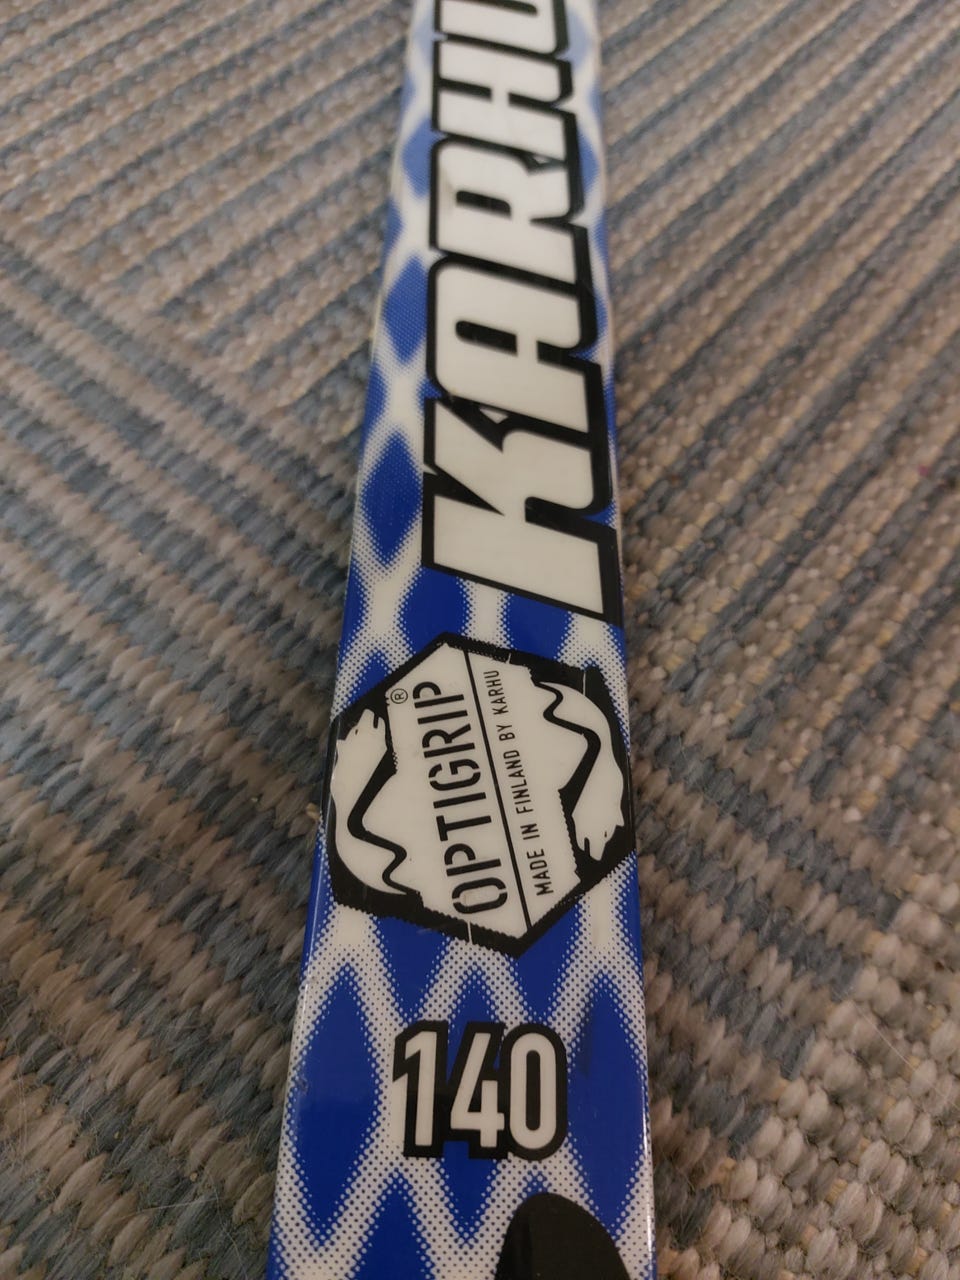 KARHU
OPTIGRIP®
MADE IN FINLAND BY KARHU
140